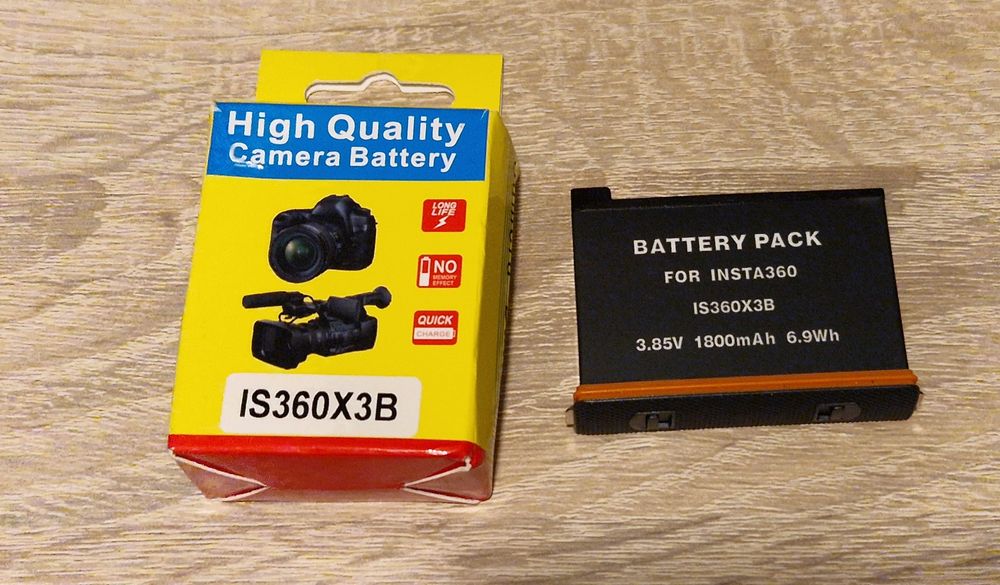 High Quality
Camera Battery
LONG
LIFE
NO
MEMORY
EFFECT
QUICK
CHARGE
IS360X3B
BATTERY PACK
FOR INSTA360
IS360X3B
3.85V 1800mAh 6.9Wh